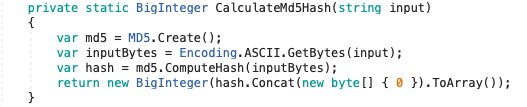 private static BigInteger CalculateMd5Hash(string input)
{
    var md5 = MD5.Create();
    var inputBytes = Encoding.ASCII.GetBytes(input);
    var hash = md5.ComputeHash(inputBytes);
    return new BigInteger(hash.Concat(new byte[] { 0 }).ToArray());
}